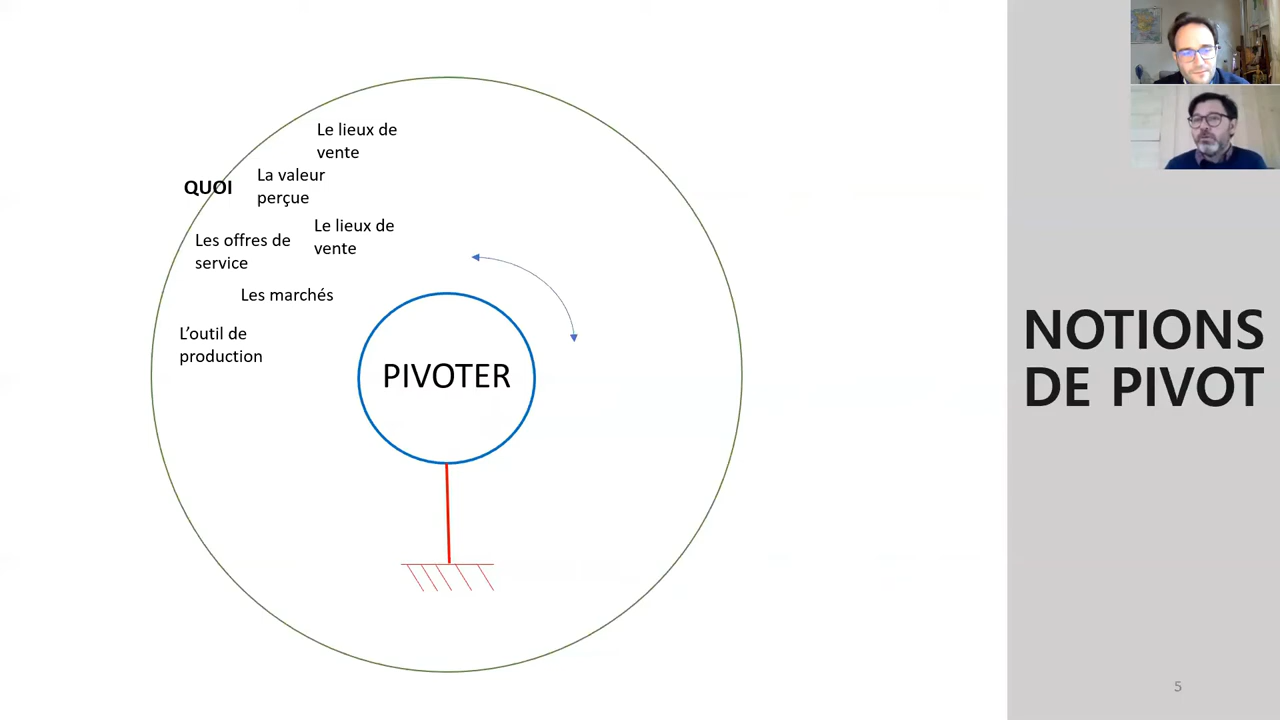 Le lieux de
vente
QUOI
La valeur
perçue
Le lieux de
vente
Les offres de
service
Les marchés
L’outil de
production
PIVOTER
NOTIONS
DE PIVOT
5